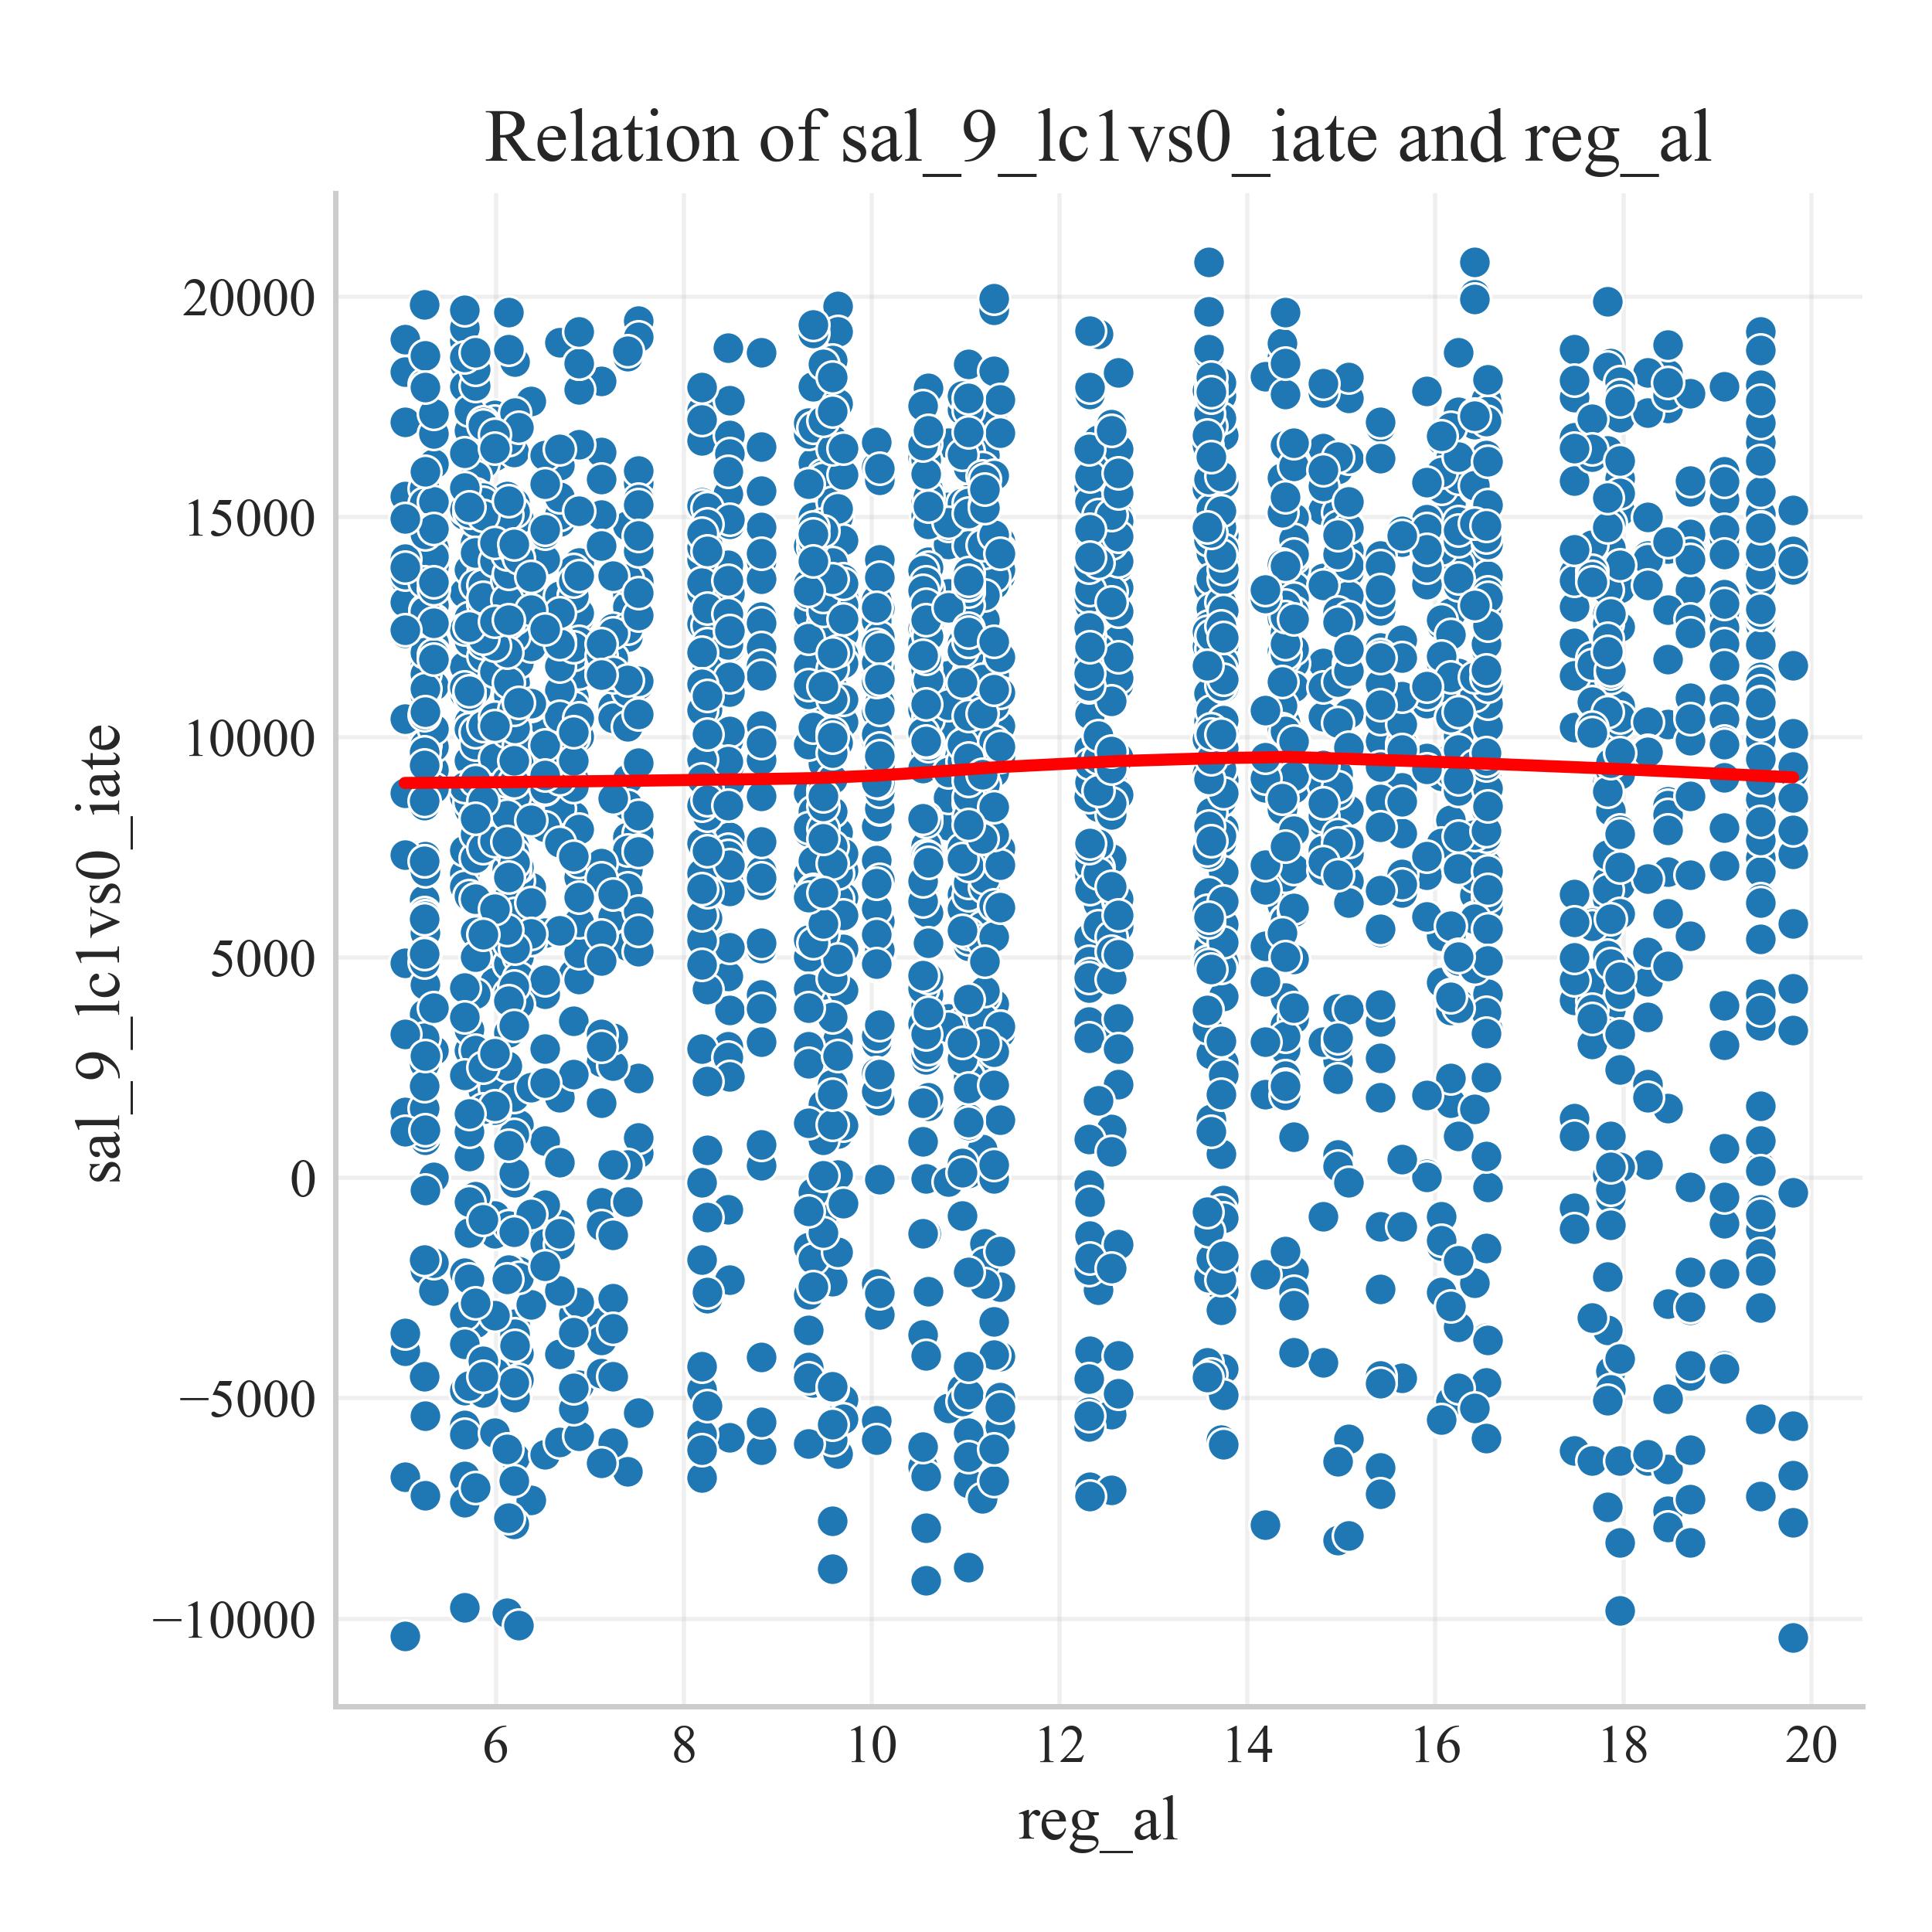 Relation of sal_9_lc1vs0_iate and reg_al
sal_9_lc1vs0_iate
20000
15000
10000
5000
0
−5000
−10000
6 8 10 12 14 16 18 20
reg_al